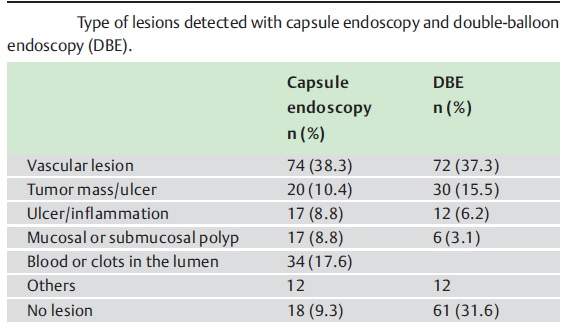 Type of lesions detected with capsule endoscopy and double-balloon
endoscopy (DBE).
Capsule endoscopy n (%) DBE n (%)
Vascular lesion 74 (38.3) 72 (37.3)
Tumor mass/ulcer 20 (10.4) 30 (15.5)
Ulcer/inflammation 17 (8.8) 12 (6.2)
Mucosal or submucosal polyp 17 (8.8) 6 (3.1)
Blood or clots in the lumen 34 (17.6)
Others 12 12
No lesion 18 (9.3) 61 (31.6)